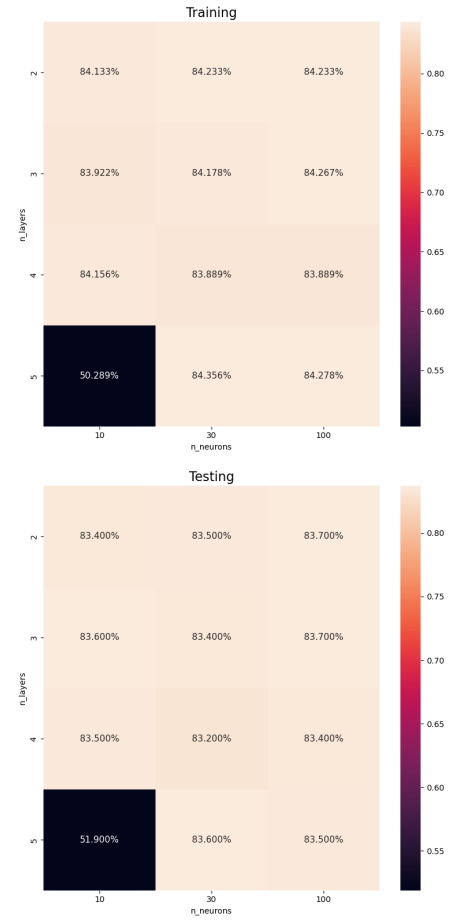 Training
84.133% 84.233% 84.233% 0.80
2
0.75
83.922% 84.178% 84.267%
3
0.70
n_layers
0.65
84.156% 83.889% 83.889%
4
0.60
0.55
50.289% 84.356% 84.278%
5
10 30 100
n_neurons
Testing
83.400% 83.500% 83.700% 0.80
2
0.75
83.600% 83.400% 83.700%
3
0.70
n_layers
0.65
83.500% 83.200% 83.400%
4
0.60
0.55
51.900% 83.600% 83.500%
5
10 30 100
n_neurons